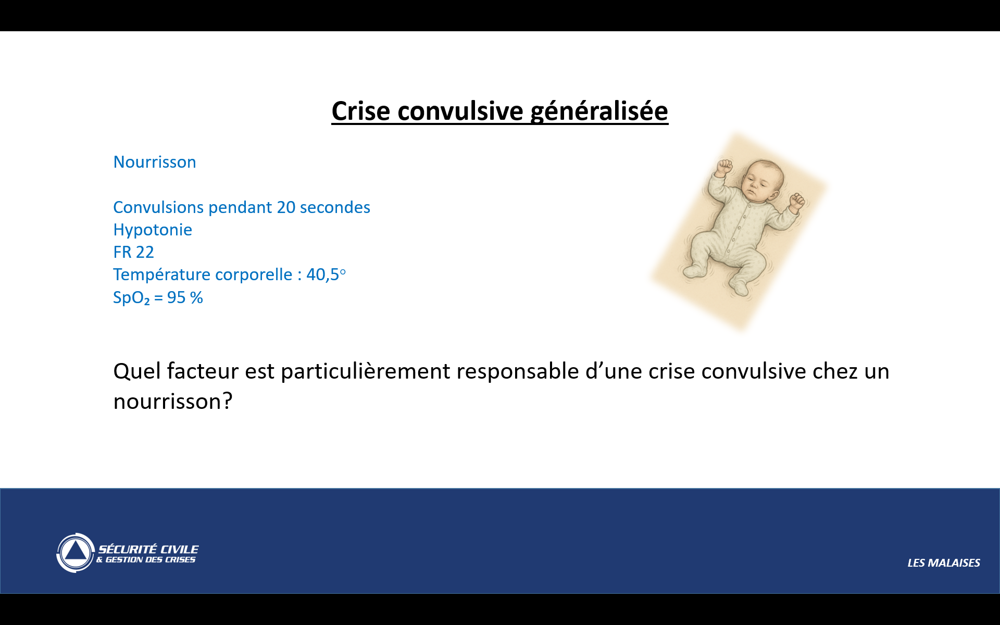 Crise convulsive généralisée
Nourrisson
Convulsions pendant 20 secondes
Hypotonie
FR 22
Température corporelle : 40,5°
SpO₂ = 95 %
Quel facteur est particulièrement responsable d’une crise convulsive chez un
nourrisson?
SÉCURITÉ CIVILE
& GESTION DES CRISES
LES MALAISES